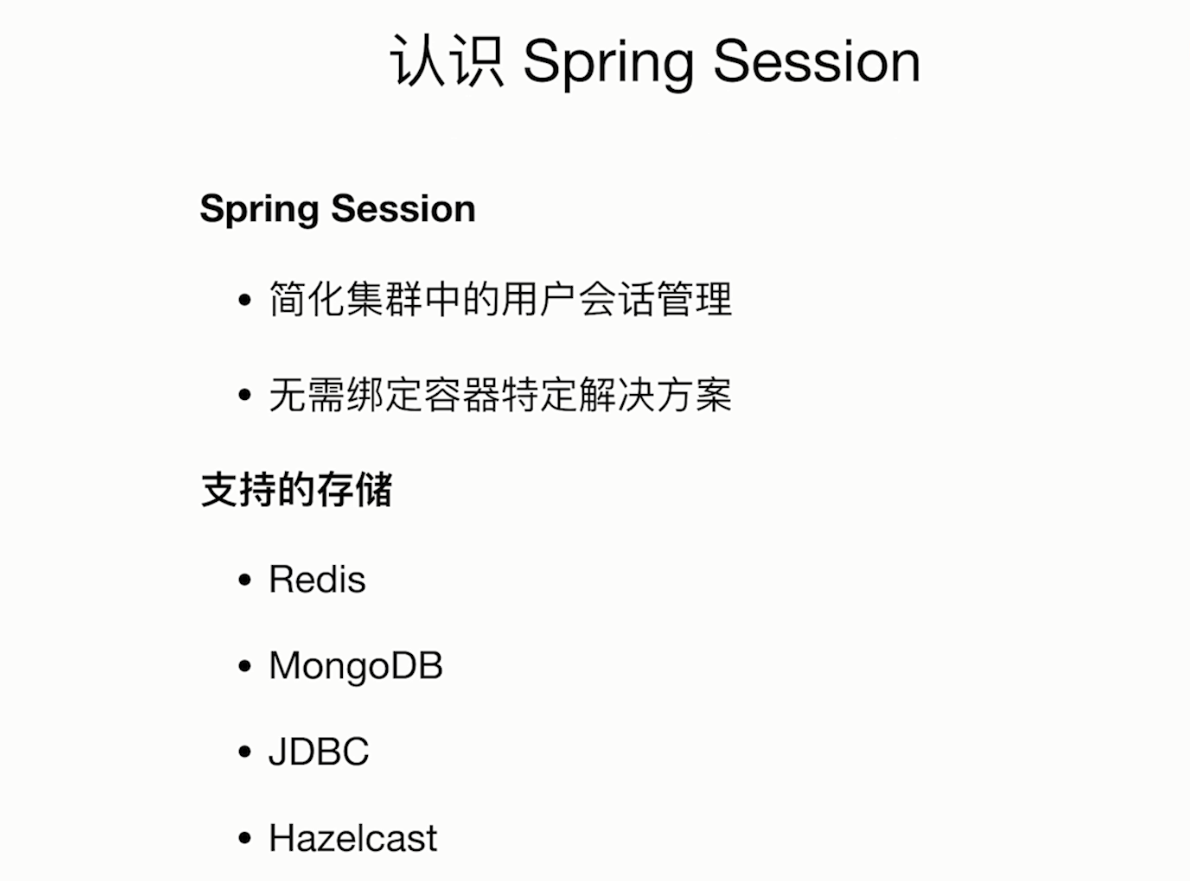 认识 Spring Session
Spring Session
• 简化集群中的用户会话管理
• 无需绑定容器特定解决方案
支持的存储
• Redis
• MongoDB
• JDBC
• Hazelcast